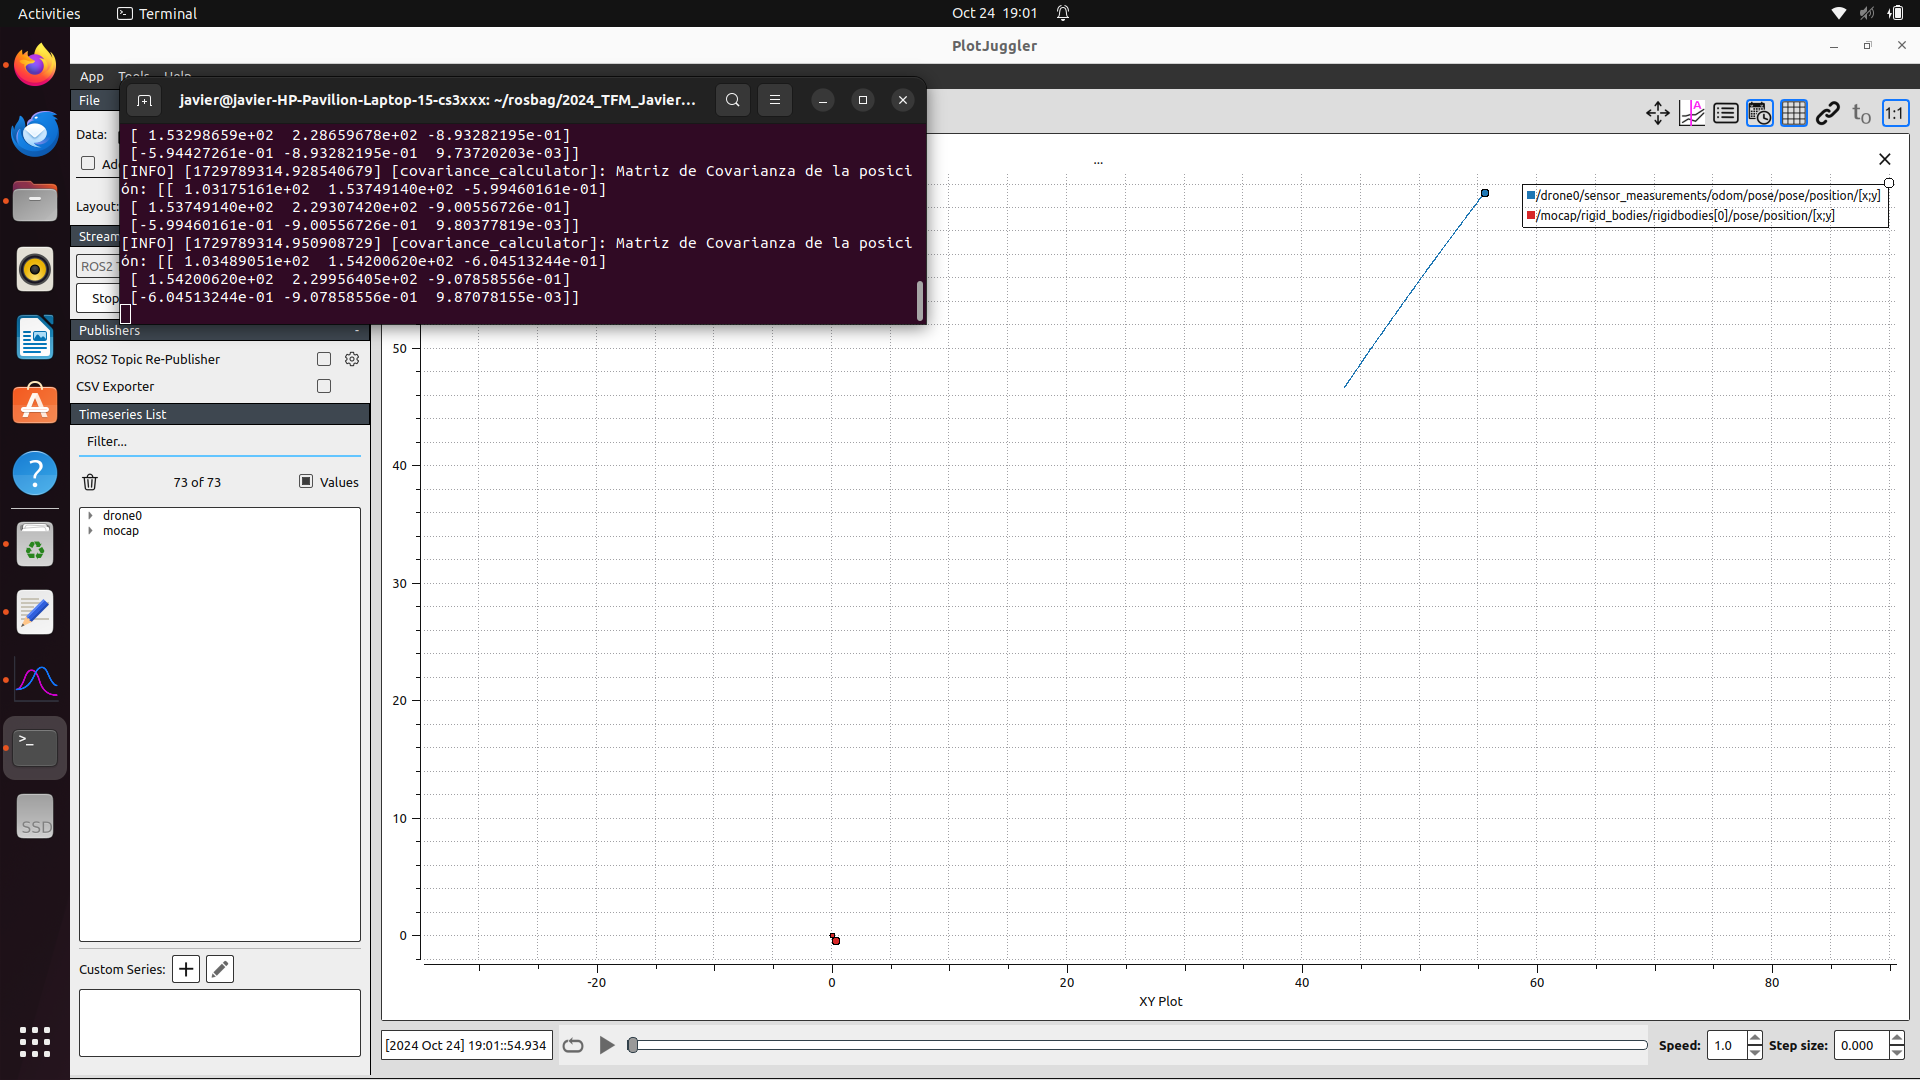 Activities
Terminal
Oct 24 19:01
PlotJuggler
App Tools Help
javier@javier-HP-Pavilion-Laptop-15-cs3xxx: ~/rosbag/2024_TFM_Javier...
File
Data:
Layout:
Stop
[ 1.53298659e+02 2.28659678e+02 -8.93282195e-01]
[-5.94427261e-01 -8.93282195e-01 9.73720203e-03]]
[INFO] [1729789314.928540679] [covariance_calculator]: Matriz de Covarianza de la posici
ón: [[ 1.03175161e+02 1.53749140e+02 -5.99460161e-01]
[ 1.53749140e+02 2.29307420e+02 -9.00556726e-01]
[-5.99460161e-01 -9.00556726e-01 9.80377819e-03]]
[INFO] [1729789314.950908729] [covariance_calculator]: Matriz de Covarianza de la posici
ón: [[ 1.03489051e+02 1.54200620e+02 -6.04513244e-01]
[ 1.54200620e+02 2.29956405e+02 -9.07858556e-01]
[-6.04513244e-01 -9.07858556e-01 9.87078155e-03]]
Publishers -
ROS2 Topic Re-Publisher
CSV Exporter
Timeseries List
Filter...
73 of 73
Values
drone0
mocap
Custom Series:
SSD
...
A
t0
1:1
/drone0/sensor_measurements/odom/pose/pose/position/[x;y]
/mocap/rigid_bodies/rigidbodies[0]/pose/position/[x;y]
50
40
30
20
10
0
-20 0 20 40 60 80
XY Plot
[2024 Oct 24] 19:01::54.934
Speed: 1.0
Step size: 0.000